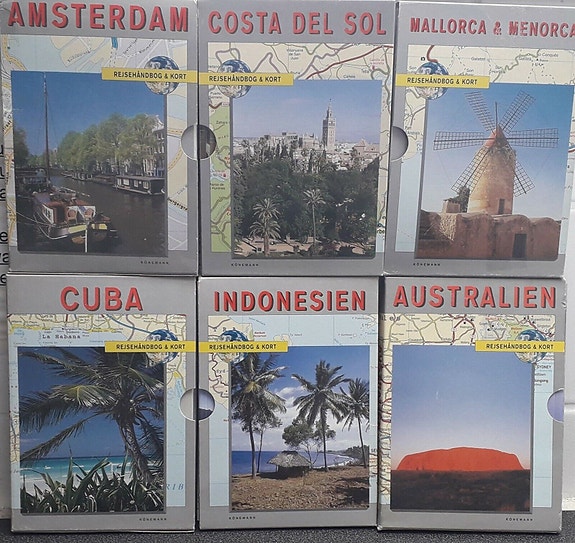 AMSTERDAM
REJSEHÅNDBOG & KORT
KÖNEMANN
COSTA DEL SOL
REJSEHÅNDBOG & KORT
KÖNEMANN
MALLORCA & MENORCA
REJSEHÅNDBOG & KORT
KÖNEMANN
CUBA
La Habana
REJSEHÅNDBOG & KORT
KÖNEMANN
INDONESIEN
REJSEHÅNDBOG & KORT
KÖNEMANN
AUSTRALIEN
REJSEHÅNDBOG & KORT
SYDNEY
KÖNEMANN